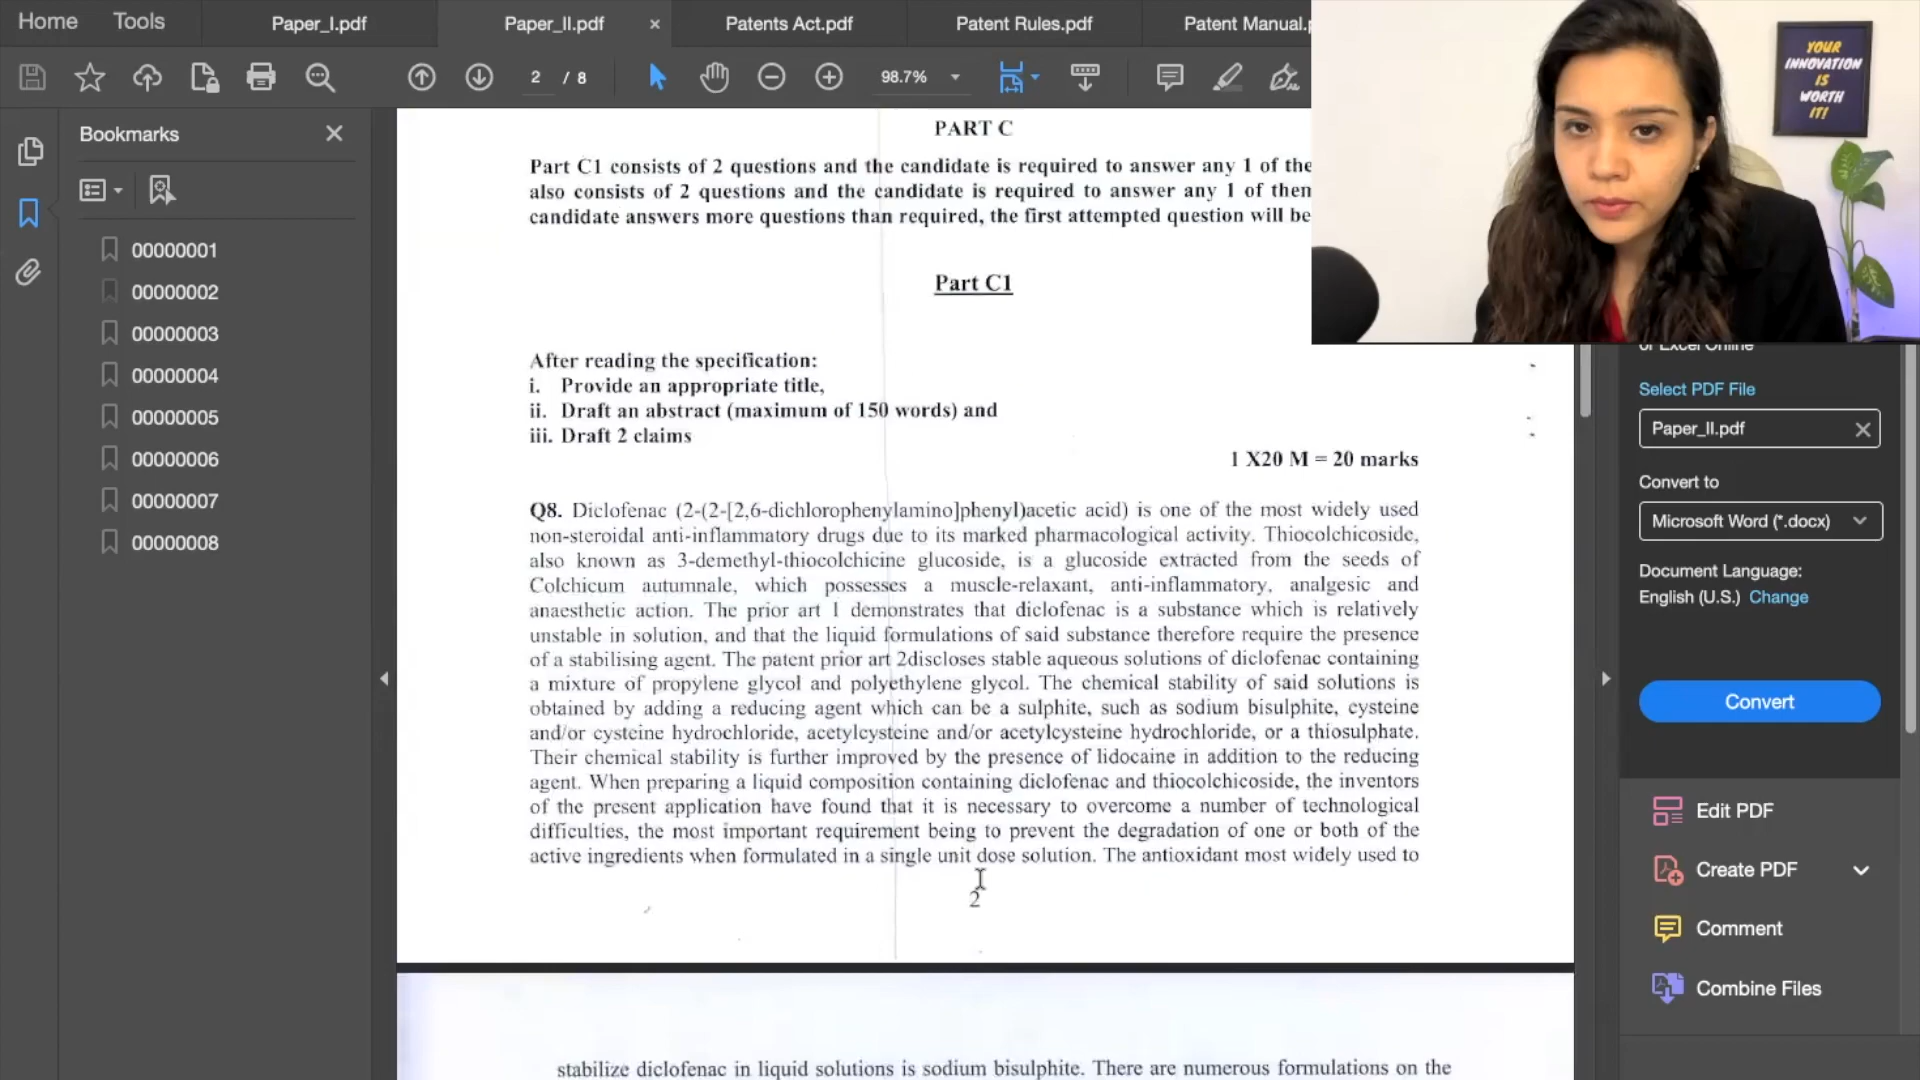 Home
Tools
Paper_I.pdf
Paper_II.pdf
Patents Act.pdf
Patent Rules.pdf
Patent Manual.
2 / 8
98.7%
YOUR
INNOVATION
IS
WORTH
IT!
Bookmarks
00000001
00000002
00000003
00000004
00000005
00000006
00000007
00000008
PART C
Part C1 consists of 2 questions and the candidate is required to answer any 1 of the
also consists of 2 questions and the candidate is required to answer any 1 of
candidate answers more questions than required, the first attempted question will be
Part C1
After reading the specification:
i. Provide an appropriate title,
ii. Draft an abstract (maximum of 150 words) and
iii. Draft 2 claims
1 X20 M = 20 marks
Q8. Diclofenac (2-(2-[2,6-dichlorophenylamino]phenyl)acetic acid) is one of the most widely used
non-steroidal anti-inflammatory drugs due to its marked pharmacological activity. Thiocolchicoside,
also known as 3-demethyl-thiocolchicine glucoside, is a glucoside extracted from the seeds of
Colchicum autumnale, which possesses a muscle-relaxant, anti-inflammatory, analgesic and
anaesthetic action. The prior art 1 demonstrates that diclofenac is a substance which is relatively
unstable in solution, and that the liquid formulations of said substance therefore require the presence
of a stabilising agent. The patent prior art 2discloses stable aqueous solutions of diclofenac containing
a mixture of propylene glycol and polyethylene glycol. The chemical stability of said solutions is
obtained by adding a reducing agent which can be a sulphite, such as sodium bisulphite, cysteine
and/or cysteine hydrochloride, acetylcysteine and/or acetylcysteine hydrochloride, or a thiosulphate.
Their chemical stability is further improved by the presence of lidocaine in addition to the reducing
agent. When preparing a liquid composition containing diclofenac and thiocolchicoside, the inventors
of the present application have found that it is necessary to overcome a number of technological
difficulties, the most important requirement being to prevent the degradation of one or both of the
active ingredients when formulated in a single unit dose solution. The antioxidant most widely used to
2
stabilize diclofenac in liquid solutions is sodium bisulphite. There are numerous formulations on the
or Excel Online
Select PDF File
Paper_II.pdf
Convert to
Microsoft Word (*.docx)
Document Language:
English (U.S.) Change
Convert
Edit PDF
Create PDF
Comment
Combine Files